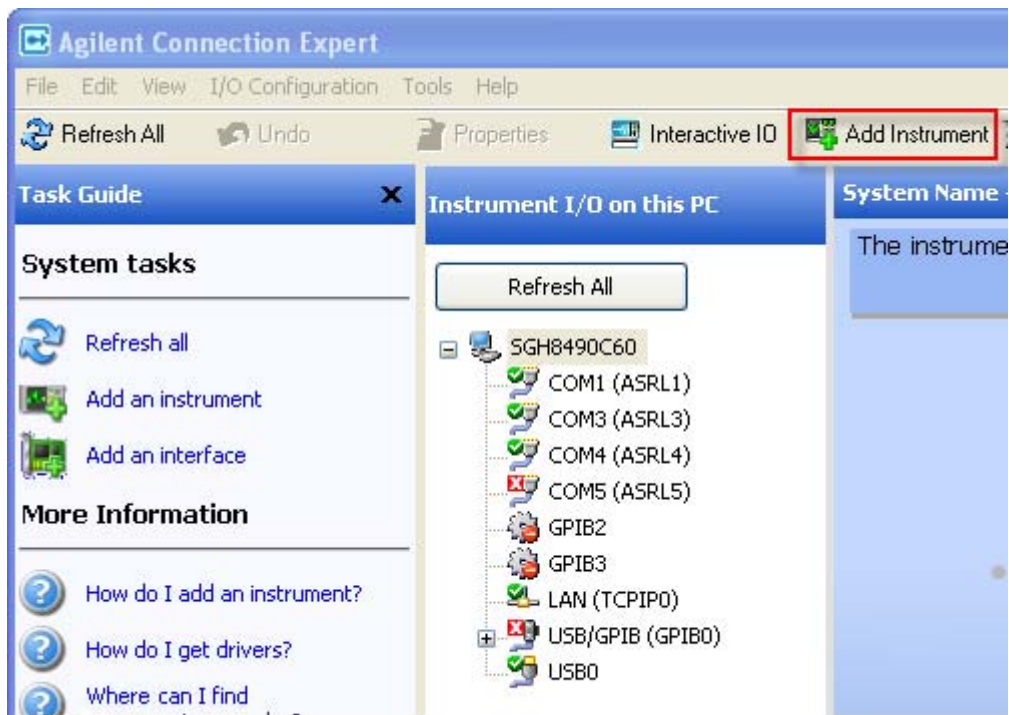 Agilent Connection Expert
File Edit View I/O Configuration Tools Help
Refresh All Undo Properties Interactive IO Add Instrument
Task Guide
Instrument I/O on this PC
System Name -
System tasks
Refresh all
Add an instrument
Add an interface
More Information
How do I add an instrument?
How do I get drivers?
Where can I find
Refresh All
SGH8490C60
COM1 (ASRL1)
COM3 (ASRL3)
COM4 (ASRL4)
COM5 (ASRL5)
GPIB2
GPIB3
LAN (TCPIP0)
USB/GPIB (GPIB0)
USB0
The instrume